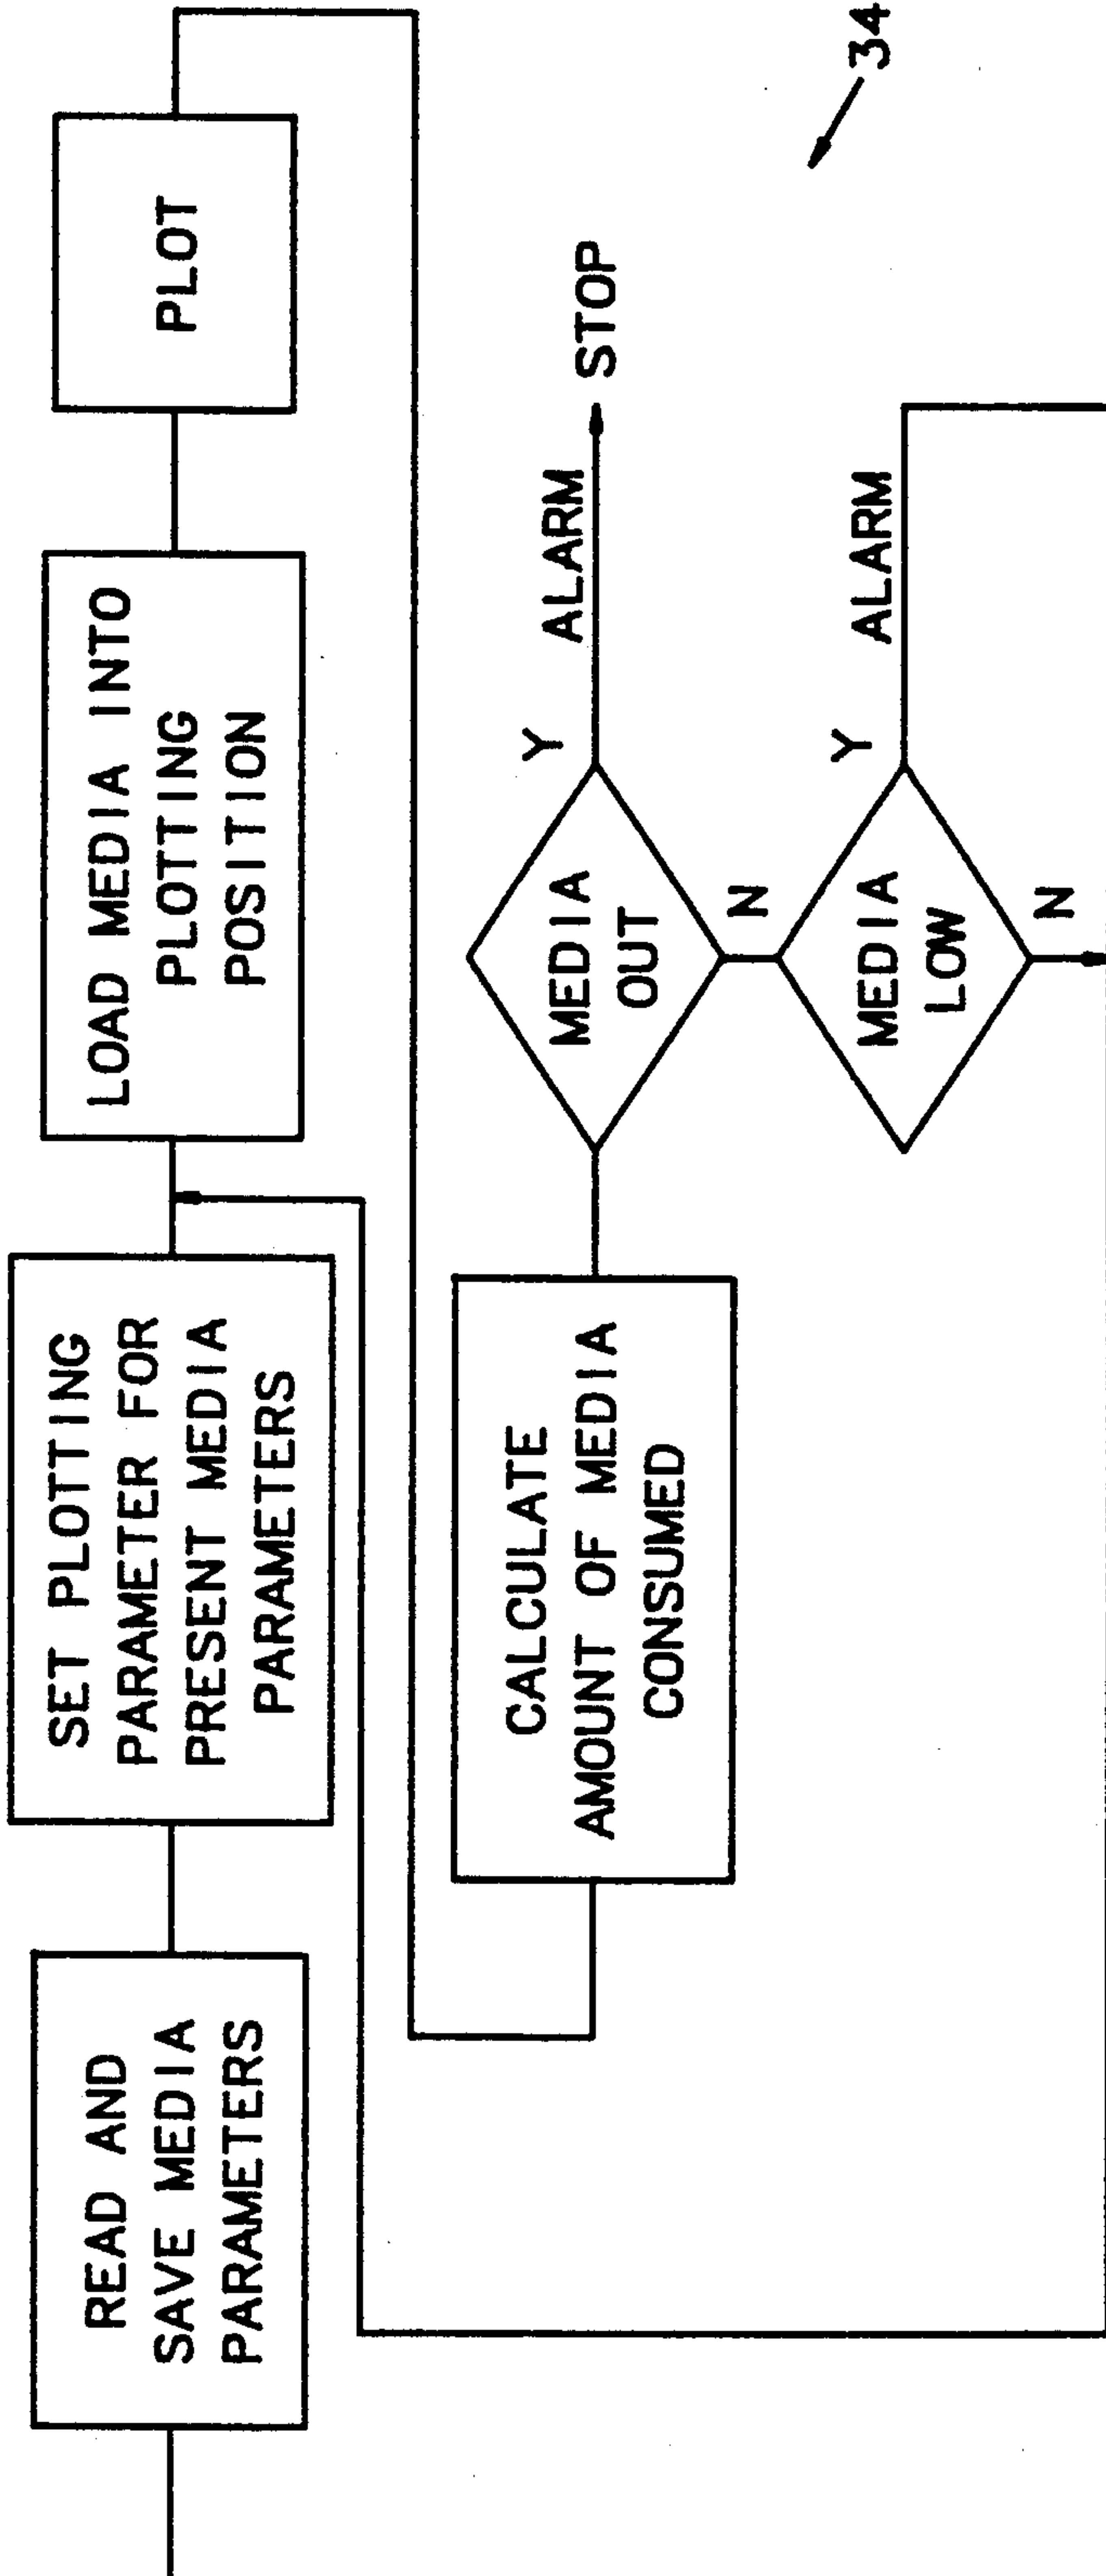 READ AND
SAVE MEDIA
PARAMETERS
SET PLOTTING
PARAMETER FOR
PRESENT MEDIA
PARAMETERS
LOAD MEDIA INTO
PLOTTING
POSITION
PLOT
CALCULATE
AMOUNT OF MEDIA
CONSUMED
MEDIA
OUT
Y
ALARM
STOP
N
MEDIA
LOW
Y
ALARM
N
34